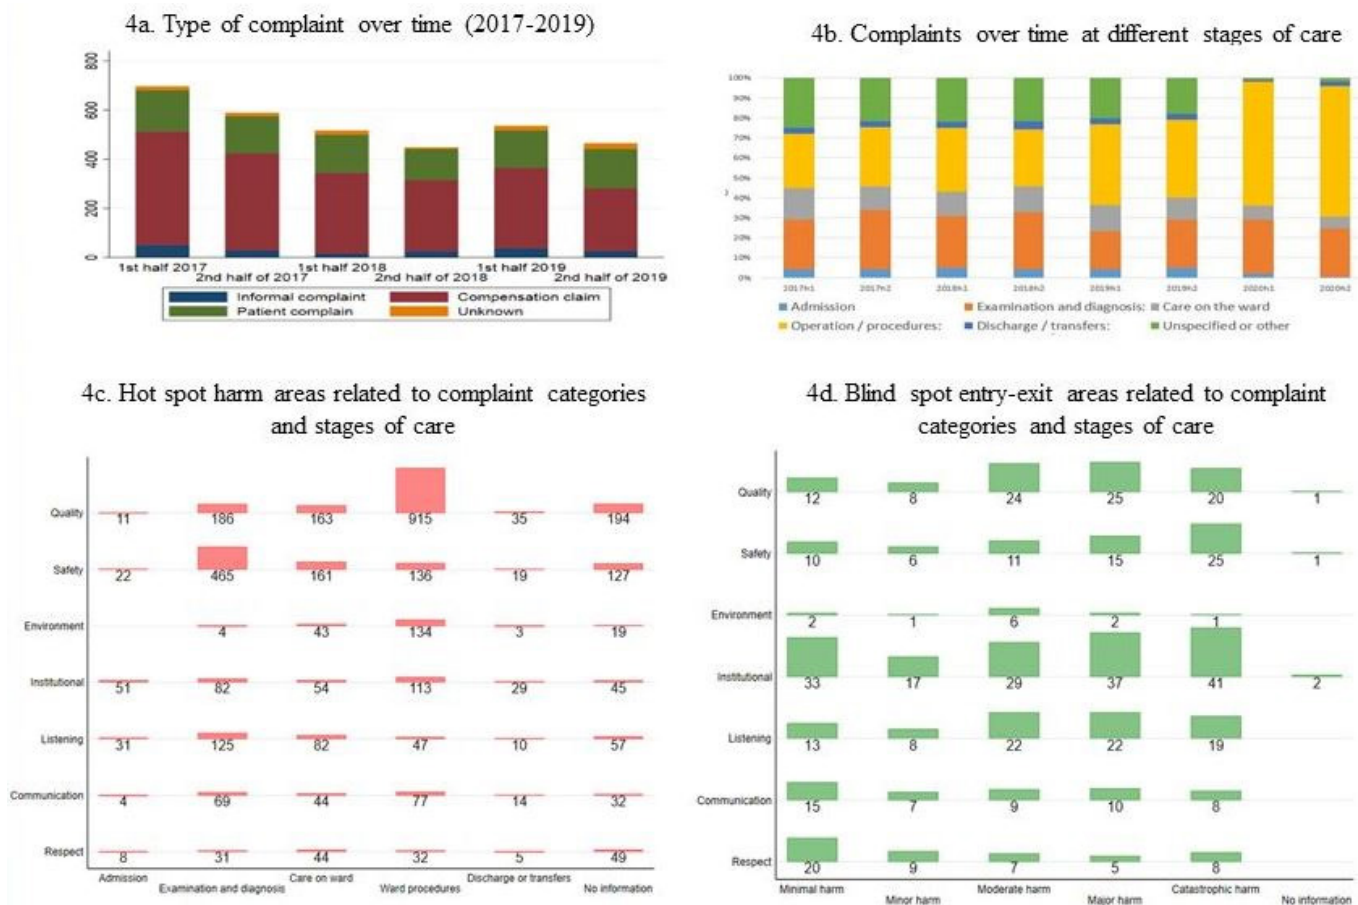 4a. Type of complaint over time (2017-2019)
800
600
400
200
0
1st half 2017
2nd half of 2017
1st half 2018
2nd half of 2018
1st half 2019
2nd half of 2019
Informal complaint
Compensation claim
Patient complain
Unknown
4b. Complaints over time at different stages of care
100%
90%
80%
70%
60%
50%
40%
30%
20%
10%
0%
2017h1
2017h2
2018h1
2018h2
2019h1
2019h2
2020h1
2020h2
Admission
Examination and diagnosis:
Care on the ward
Operation / procedures:
Discharge / transfers:
Unspecified or other
4c. Hot spot harm areas related to complaint categories
and stages of care
Quality 11 186 163 915 35 194
Safety 22 465 161 136 19 127
Environment 4 43 134 3 19
Institutional 51 82 54 113 29 45
Listening 31 125 82 47 10 57
Communication 4 69 44 77 14 32
Respect 8 31 44 32 5 49
Admission
Examination and diagnosis
Care on ward
Ward procedures
Discharge or transfers
No information
4d. Blind spot entry-exit areas related to complaint
categories and stages of care
Quality 12 8 24 25 20 1
Safety 10 6 11 15 25 1
Environment 2 1 6 2 1
Institutional 33 17 29 37 41 2
Listening 13 8 22 22 19
Communication 15 7 9 10 8
Respect 20 9 7 5 8
Minimal harm
Minor harm
Moderate harm
Major harm
Catastrophic harm
No information